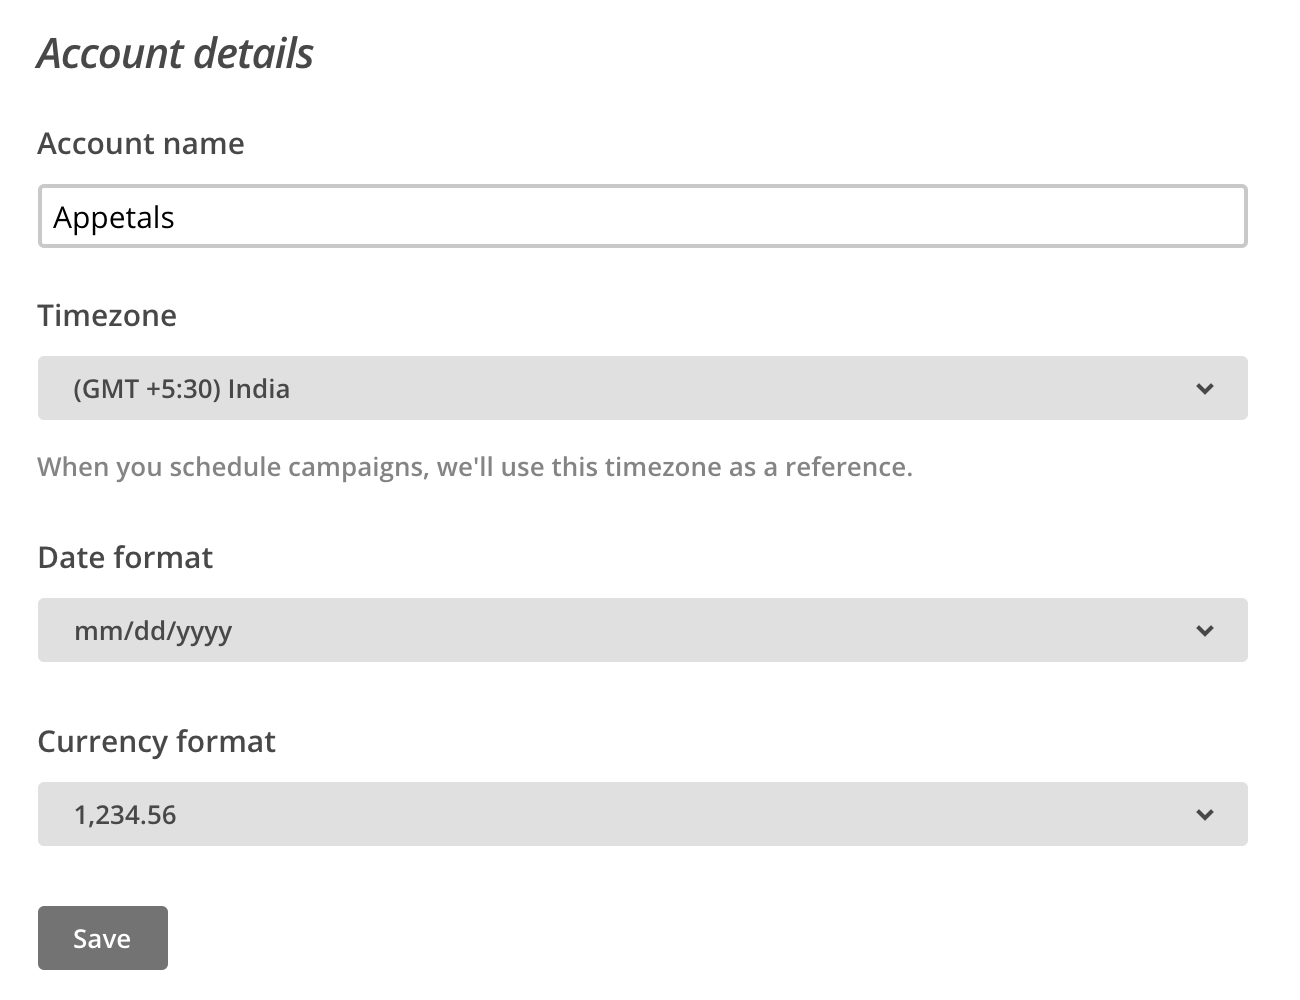 Account details
Account name
Appetals
Timezone
(GMT +5:30) India
When you schedule campaigns, we'll use this timezone as a reference.
Date format
mm/dd/yyyy
Currency format
1,234.56
Save